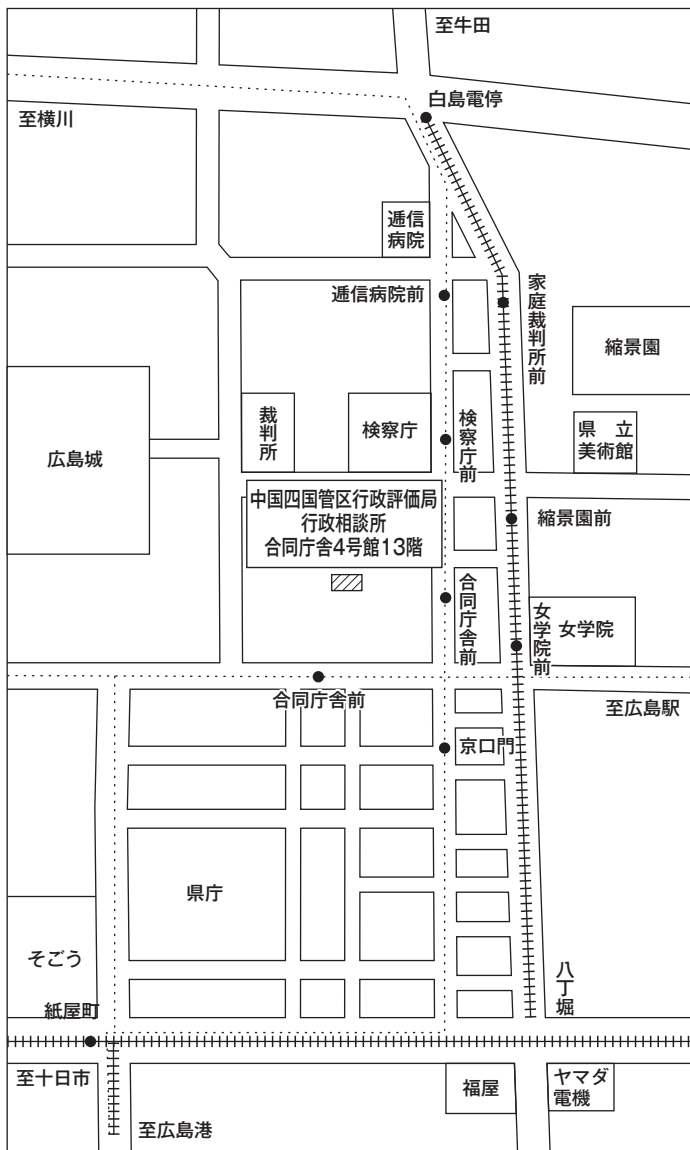 至牛田
白島電停
至横川
逓信
病院
逓信病院前
家庭裁判所前
縮景園
裁判所
検察庁
検察庁前
県 立
美術館
広島城
中国四国管区行政評価局
行政相談所
合同庁舎4号館13階
縮景園前
合同庁舎前
女学院前
女学院
合同庁舎前
至広島駅
京口門
県庁
そごう
八丁堀
紙屋町
至十日市
福屋
ヤマダ
電機
至広島港